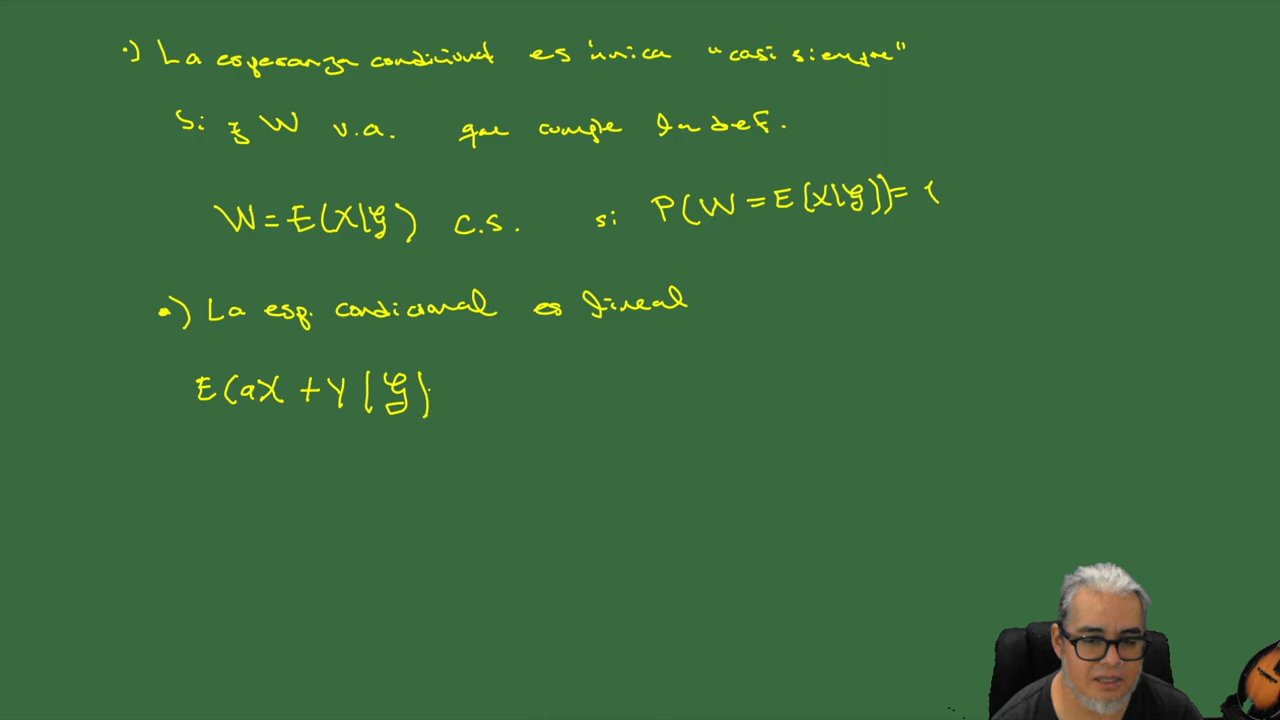 •) La esperanza condicional es única "casi siempre"
Si ∃ W v.a. que cumple la def.
W = E(X|𝒢) c.s. si P(W = E(X|𝒢)) = 1
•) La esp. condicional es lineal
E(aX + Y | 𝒢)